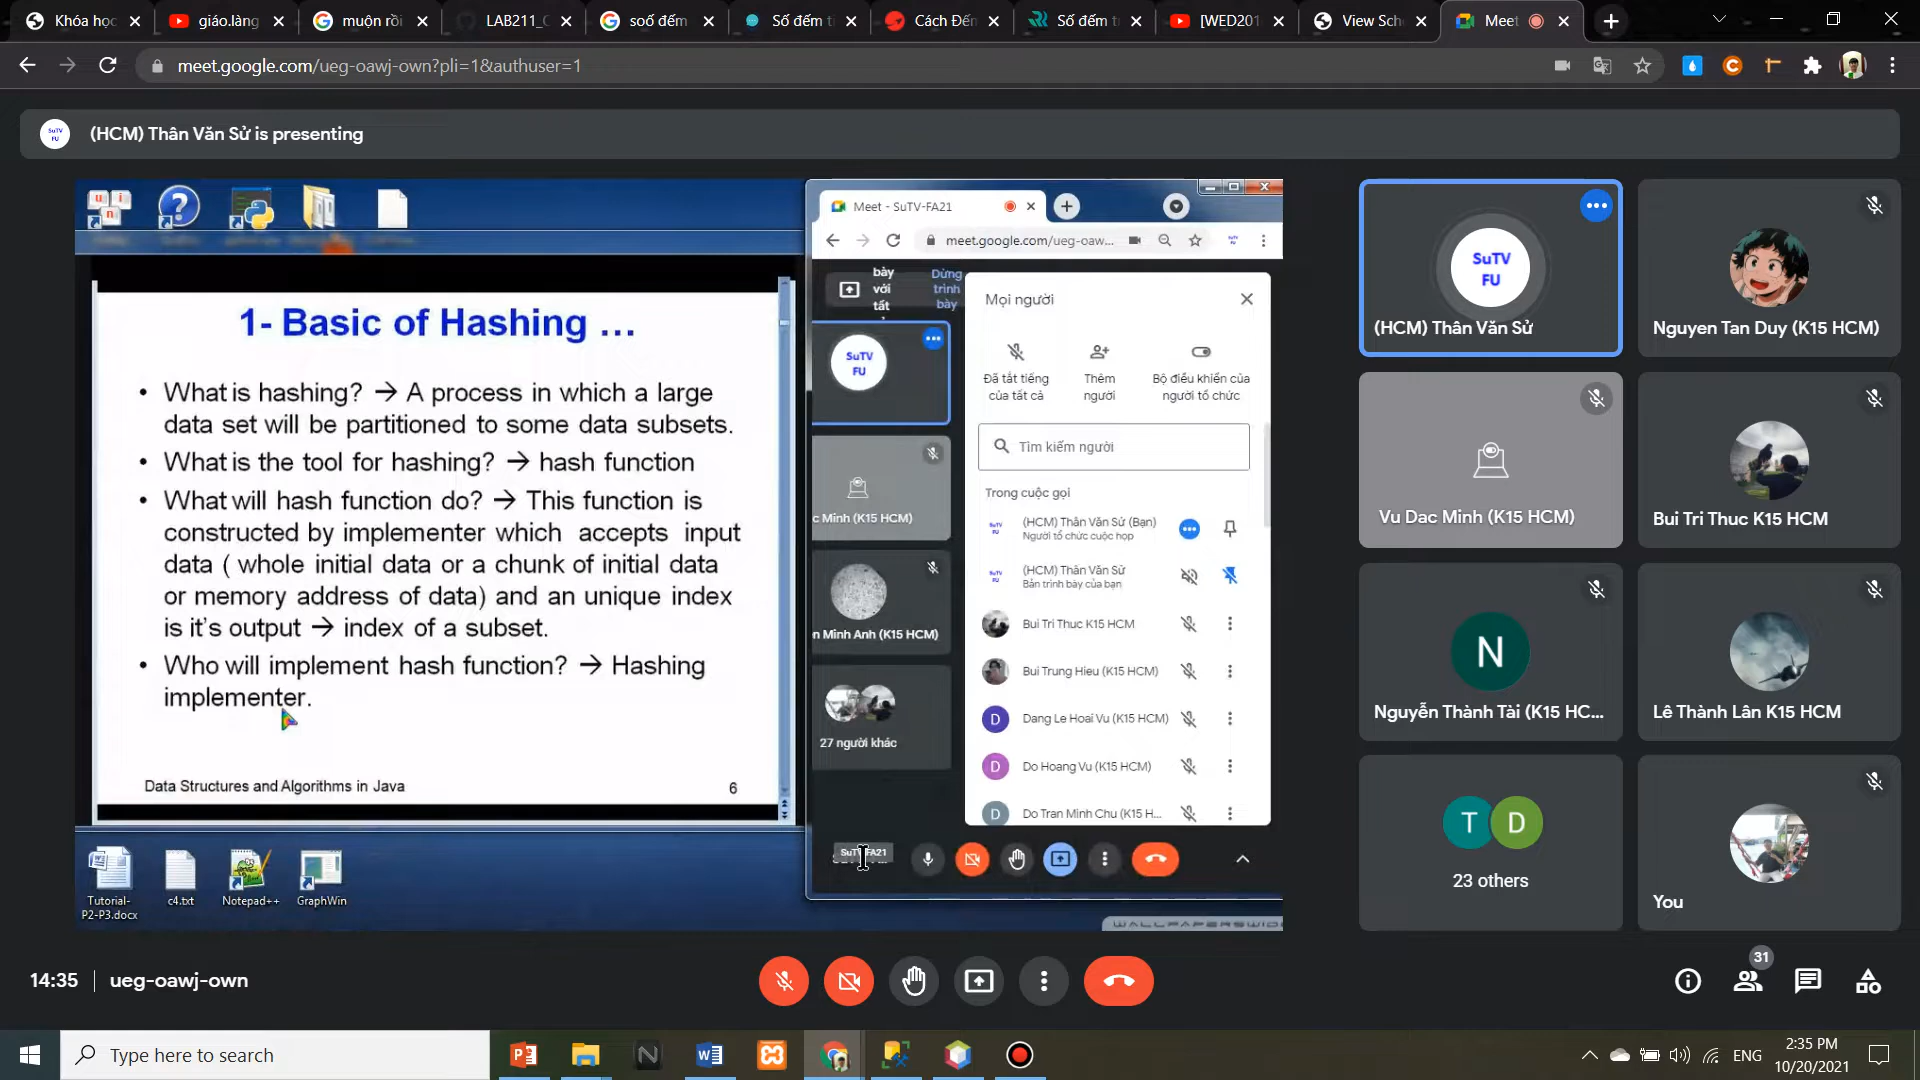 Khóa học
giáo.làng
muộn rồi
LAB211_C
soố đếm
Số đếm ti
Cách Đếm
Số đếm tr
[WED201
View Sch
Meet
meet.google.com/ueg-oawj-own?pli=1&authuser=1
SuTV FU
(HCM) Thân Văn Sử is presenting
Meet - SuTV-FA21
meet.google.com/ueg-oaw...
bày
với
tất
Dừng
trình
bày
1- Basic of Hashing ...
• What is hashing? → A process in which a large
data set will be partitioned to some data subsets.
• What is the tool for hashing? → hash function
• What will hash function do? → This function is
constructed by implementer which accepts input
data ( whole initial data or a chunk of initial data
or memory address of data) and an unique index
is it's output → index of a subset.
• Who will implement hash function? → Hashing
implementer.
Data Structures and Algorithms in Java
6
Tutorial-
P2-P3.docx
c4.txt
Notepad++
GraphWin
SuTV
FU
c Minh (K15 HCM)
n Minh Anh (K15 HCM)
27 người khác
Mọi người
Đã tắt tiếng
của tất cả
Thêm
người
Bộ điều khiển của
người tổ chức
Tìm kiếm người
Trong cuộc gọi
(HCM) Thân Văn Sử (Bạn)
Người tổ chức cuộc họp
(HCM) Thân Văn Sử
Bản trình bày của bạn
Bui Tri Thuc K15 HCM
Bui Trung Hieu (K15 HCM)
D
Dang Le Hoai Vu (K15 HCM)
D
Do Hoang Vu (K15 HCM)
D
Do Tran Minh Chu (K15 H...
SuTV-FA21
SuTV
FU
(HCM) Thân Văn Sử
Nguyen Tan Duy (K15 HCM)
Vu Dac Minh (K15 HCM)
Bui Tri Thuc K15 HCM
N
Nguyễn Thành Tài (K15 HC...
Lê Thành Lân K15 HCM
T
D
23 others
You
14:35
ueg-oawj-own
31
Type here to search
ENG
2:35 PM
10/20/2021